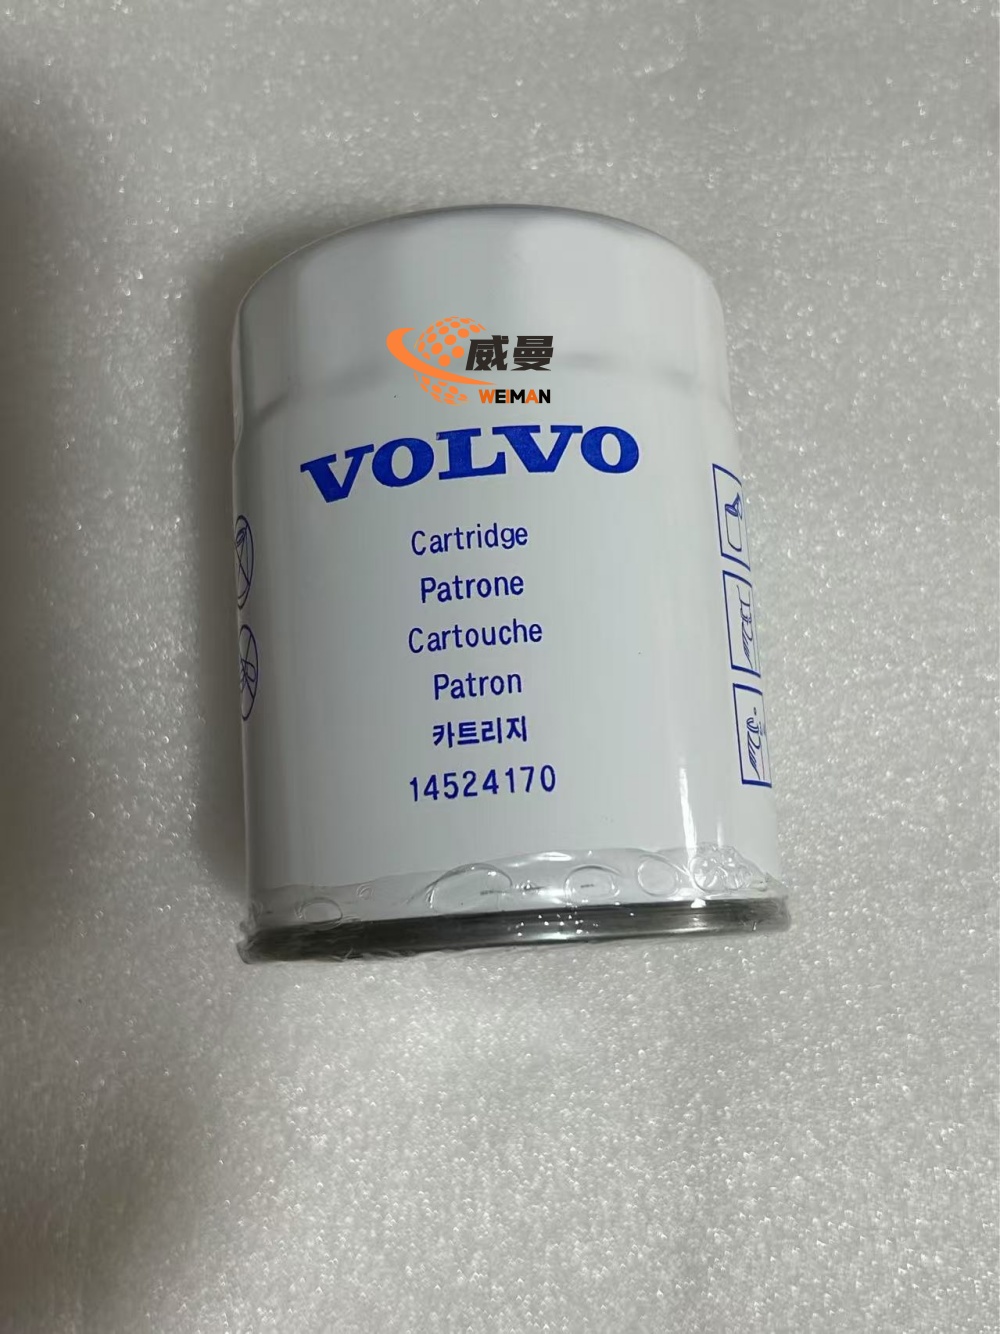 威曼
WEIMAN
VOLVO
Cartridge
Patrone
Cartouche
Patron
카트리지
14524170